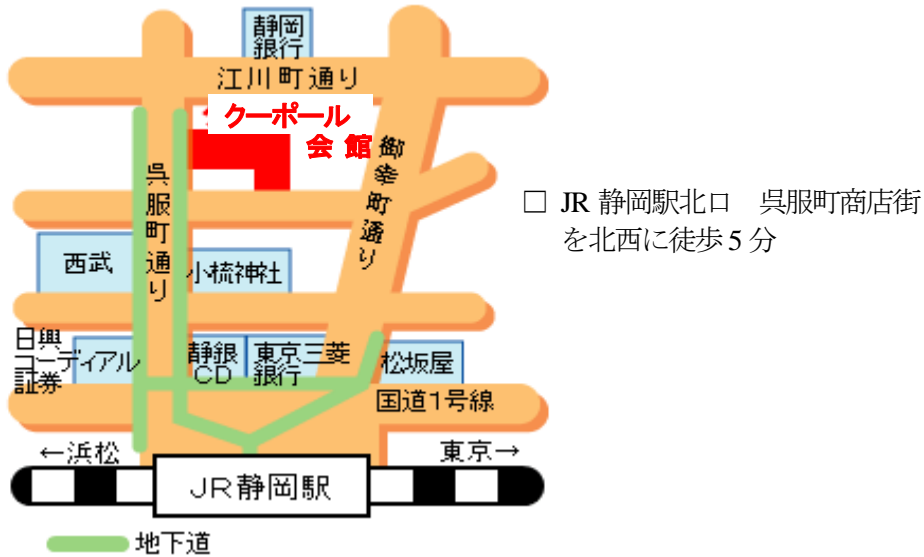 静岡
銀行
江川町通り
クーポール
会館
御幸町通り
呉服町通り
□ JR 静岡駅北口　呉服町商店街
を北西に徒歩 5 分
西武
小梳神社
日興
コーディアル
証券
静銀
CD
東京三菱
銀行
松坂屋
国道1号線
←浜松
東京→
JR静岡駅
地下道